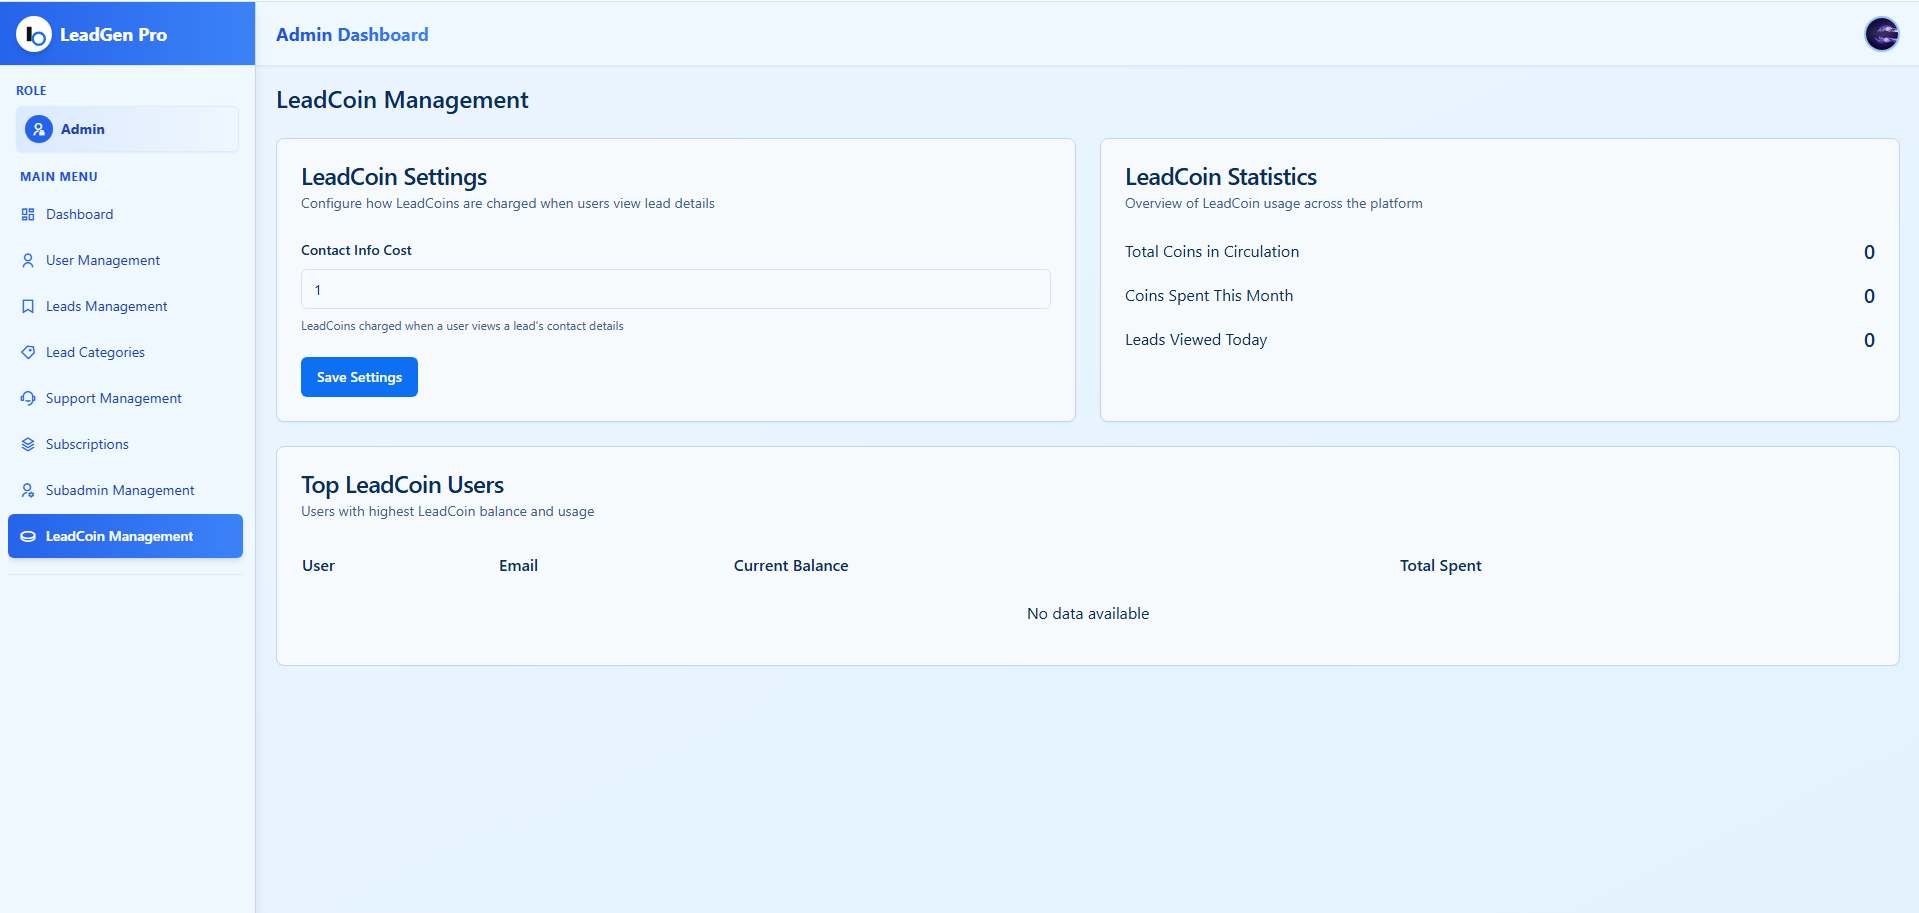 LeadGen Pro
Admin Dashboard
ROLE
Admin
MAIN MENU
Dashboard
User Management
Leads Management
Lead Categories
Support Management
Subscriptions
Subadmin Management
LeadCoin Management
LeadCoin Management
LeadCoin Settings
Configure how LeadCoins are charged when users view lead details
Contact Info Cost
1
LeadCoins charged when a user views a lead's contact details
Save Settings
LeadCoin Statistics
Overview of LeadCoin usage across the platform
Total Coins in Circulation 0
Coins Spent This Month 0
Leads Viewed Today 0
Top LeadCoin Users
Users with highest LeadCoin balance and usage
User Email Current Balance Total Spent
No data available